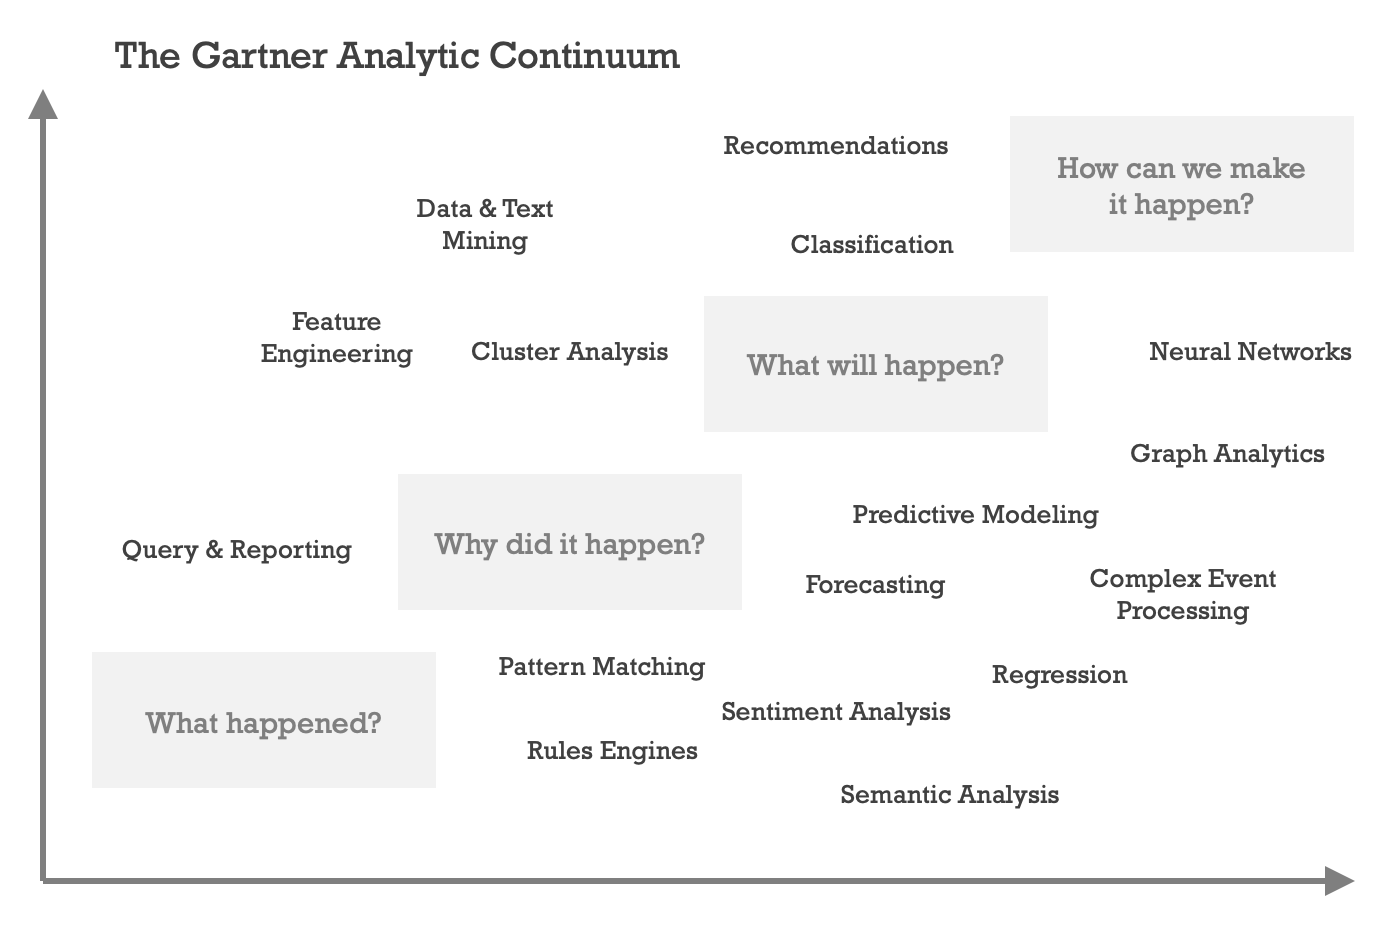 The Gartner Analytic Continuum
Recommendations
How can we make
it happen?
Data & Text
Mining
Classification
Feature
Engineering
Cluster Analysis
What will happen?
Neural Networks
Graph Analytics
Predictive Modeling
Query & Reporting
Why did it happen?
Forecasting
Complex Event
Processing
Pattern Matching
Regression
What happened?
Sentiment Analysis
Rules Engines
Semantic Analysis